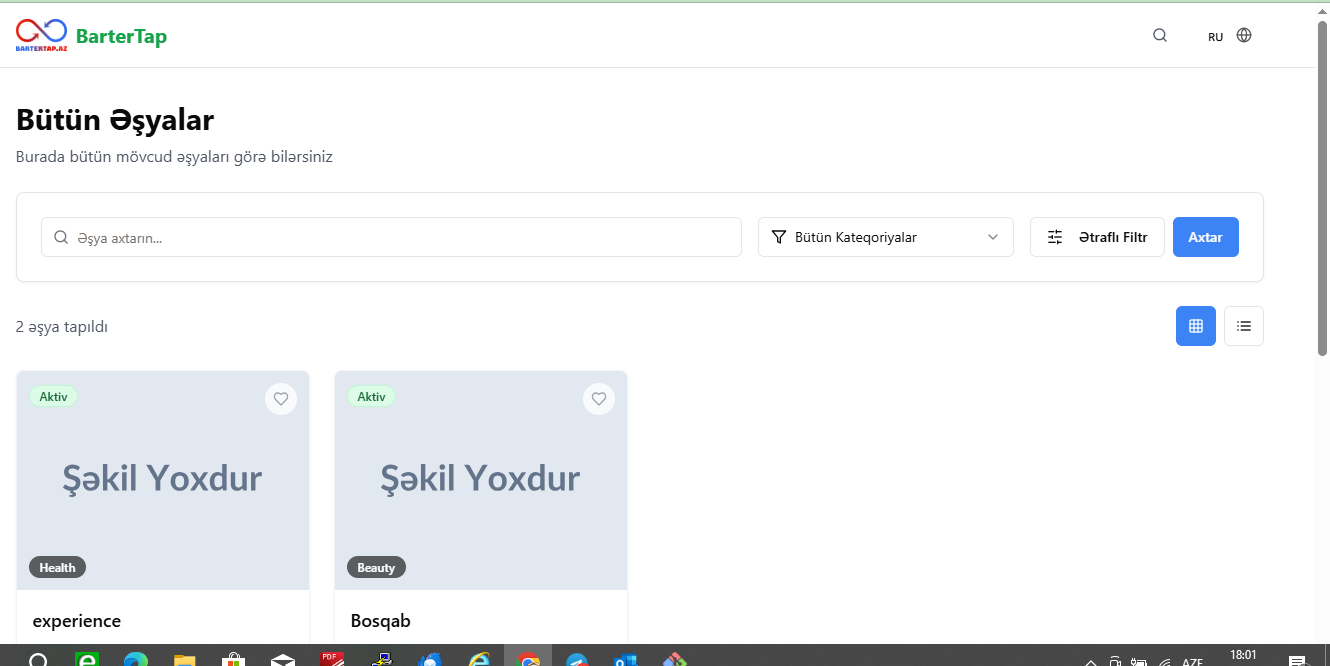 BARTERTAP.AZ
BarterTap
RU
Bütün Əşyalar
Burada bütün mövcud əşyaları görə bilərsiniz
Əşya axtarın...
Bütün Kateqoriyalar
Ətraflı Filtr
Axtar
2 əşya tapıldı
Aktiv
Aktiv
Şəkil Yoxdur
Şəkil Yoxdur
Health
Beauty
experience
Bosqab
PDF
AZE
18:01